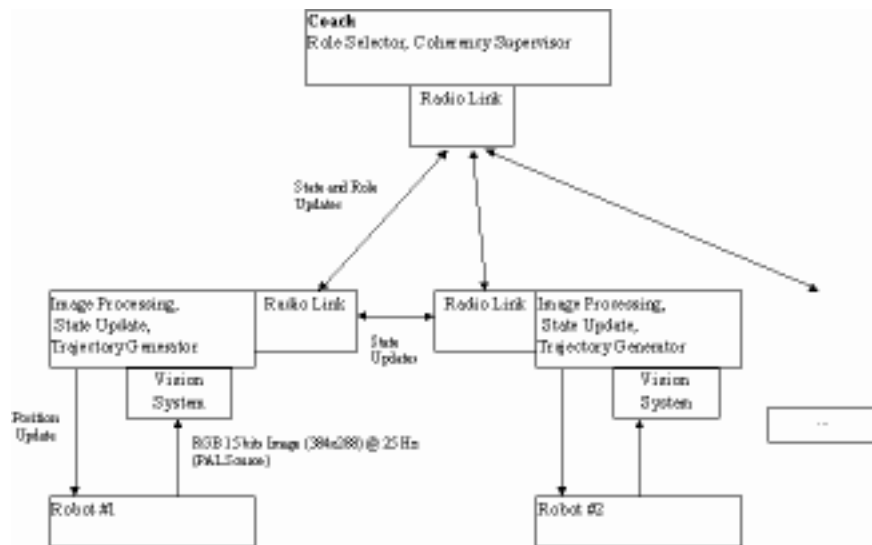 Coach
Role Selector, Coherency Supervisor
Radio Link
State and Role
Updates
Image Processing,
State Update,
Trajectory Generator
Radio Link
State
Updates
Radio Link
Image Processing,
State Update,
Trajectory Generator
Vision
System
Vision
System
Position
Update
RGB 15bits Image (384x288) @ 25 Hz
(PAL Source)
...
Robot #1
Robot #2